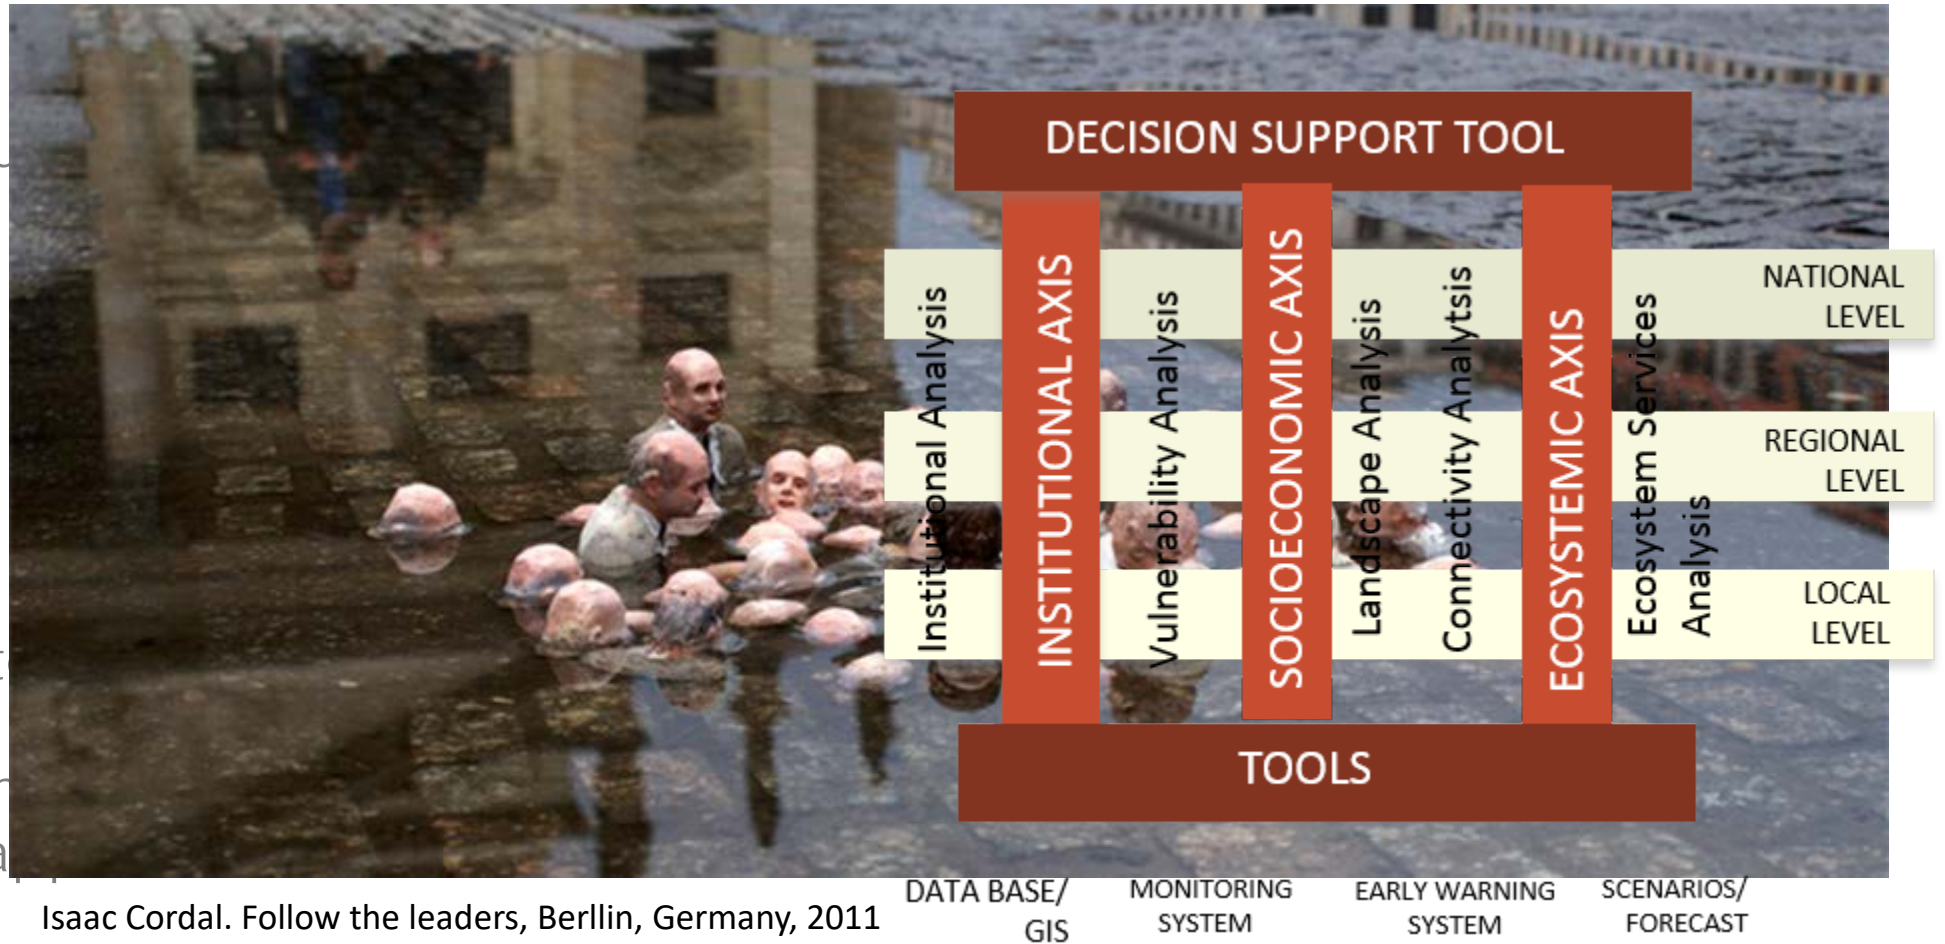 DECISION SUPPORT TOOL
NATIONAL
LEVEL
REGIONAL
LEVEL
LOCAL
LEVEL
Institutional Analysis
INSTITUTIONAL AXIS
Vulnerability Analysis
SOCIOECONOMIC AXIS
Landscape Analysis
Connectivity Analytsis
ECOSYSTEMIC AXIS
Ecosystem Services
Analysis
TOOLS
DATA BASE/
GIS
MONITORING
SYSTEM
EARLY WARNING
SYSTEM
SCENARIOS/
FORECAST
Isaac Cordal. Follow the leaders, Berllin, Germany, 2011